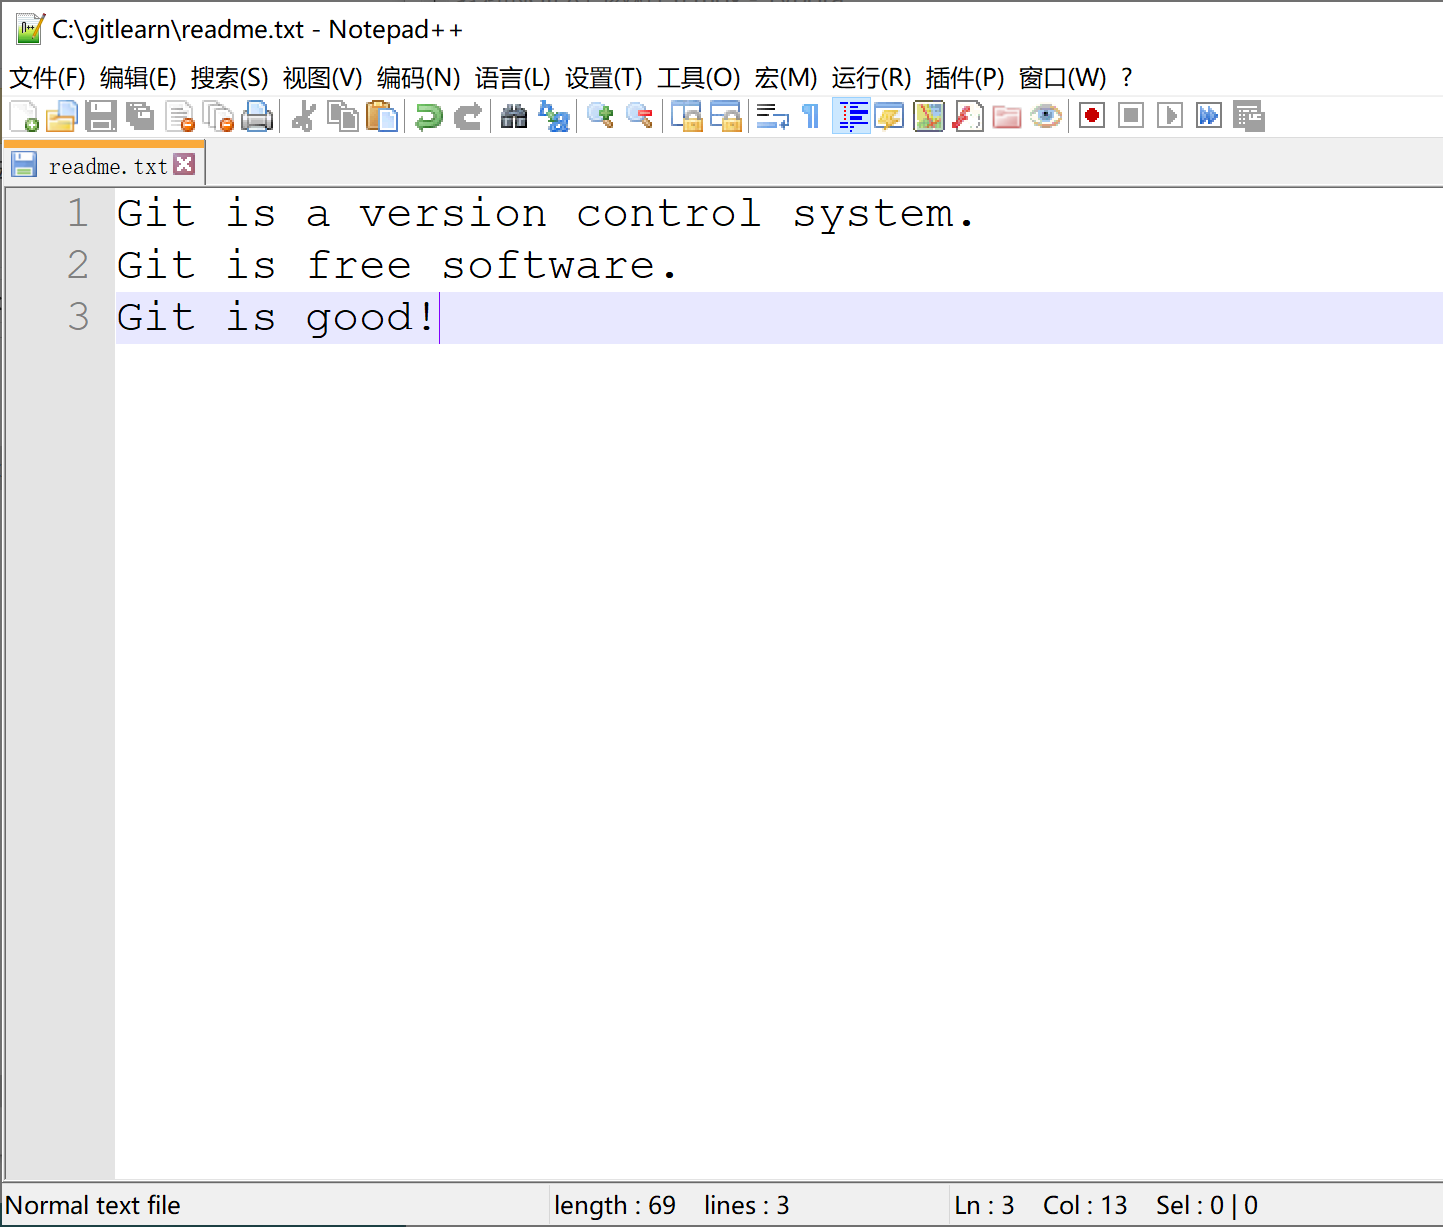 C:\gitlearn\readme.txt - Notepad++
文件(F) 编辑(E) 搜索(S) 视图(V) 编码(N) 语言(L) 设置(T) 工具(O) 宏(M) 运行(R) 插件(P) 窗口(W) ?
readme.txt
1 Git is a version control system.
2 Git is free software.
3 Git is good!
Normal text file length : 69 lines : 3 Ln : 3 Col : 13 Sel : 0 | 0